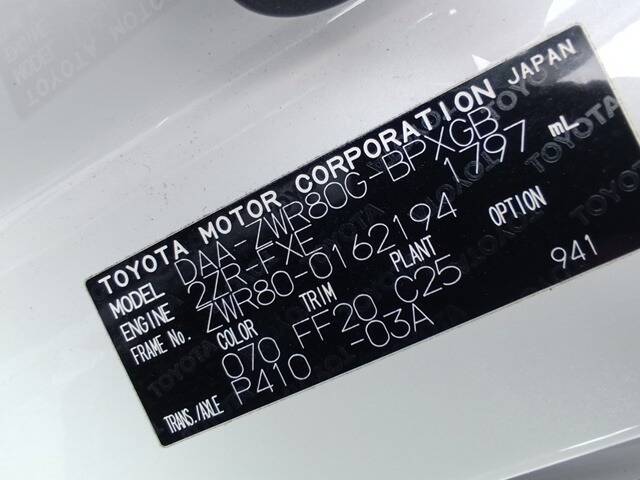 TOYOTA MOTOR CORPORATION JAPAN
MODEL DAA-ZWR80G-BPXGB
ENGINE 2ZR-FXE 1797 mL
FRAME No. ZWR80-0162194
COLOR TRIM PLANT OPTION
070 FF20 C25 941
TRANS./AXLE P410 -03A